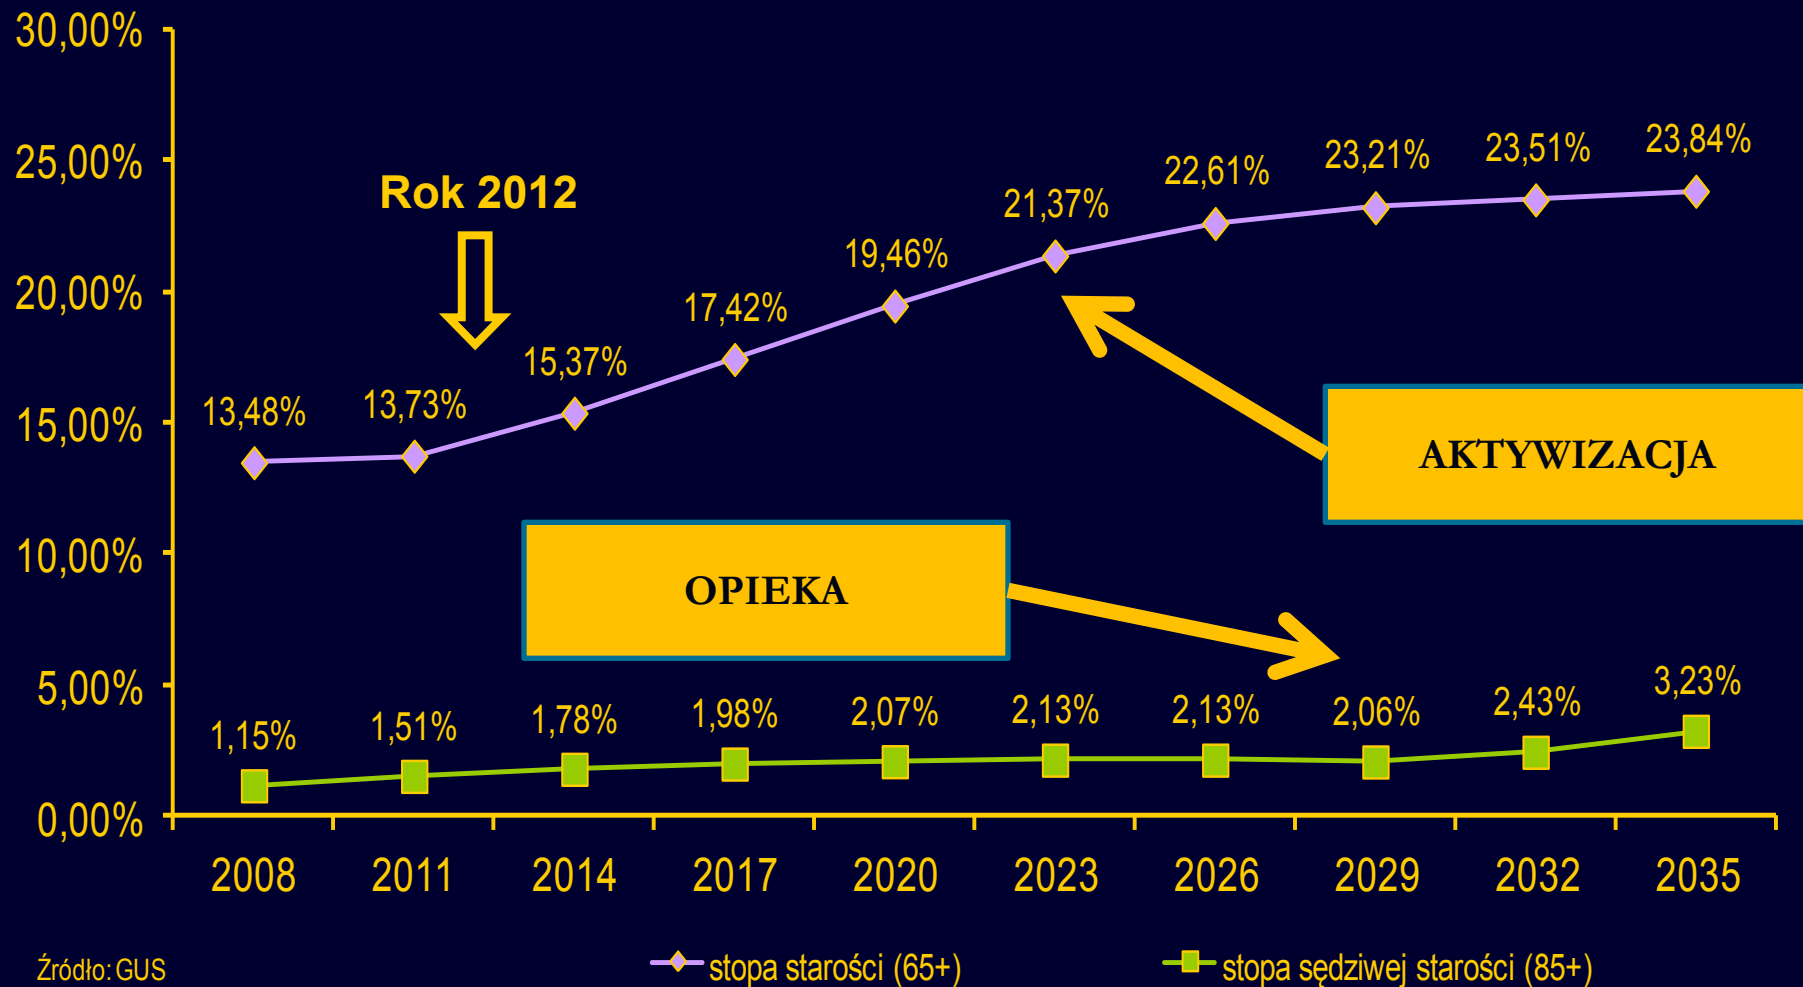 30,00%
25,00%
20,00%
15,00%
10,00%
5,00%
0,00%
Rok 2012
13,48% 13,73% 15,37% 17,42% 19,46% 21,37% 22,61% 23,21% 23,51% 23,84%
AKTYWIZACJA
OPIEKA
1,15% 1,51% 1,78% 1,98% 2,07% 2,13% 2,13% 2,06% 2,43% 3,23%
2008 2011 2014 2017 2020 2023 2026 2029 2032 2035
Źródło: GUS
stopa starości (65+) stopa sędziwej starości (85+)